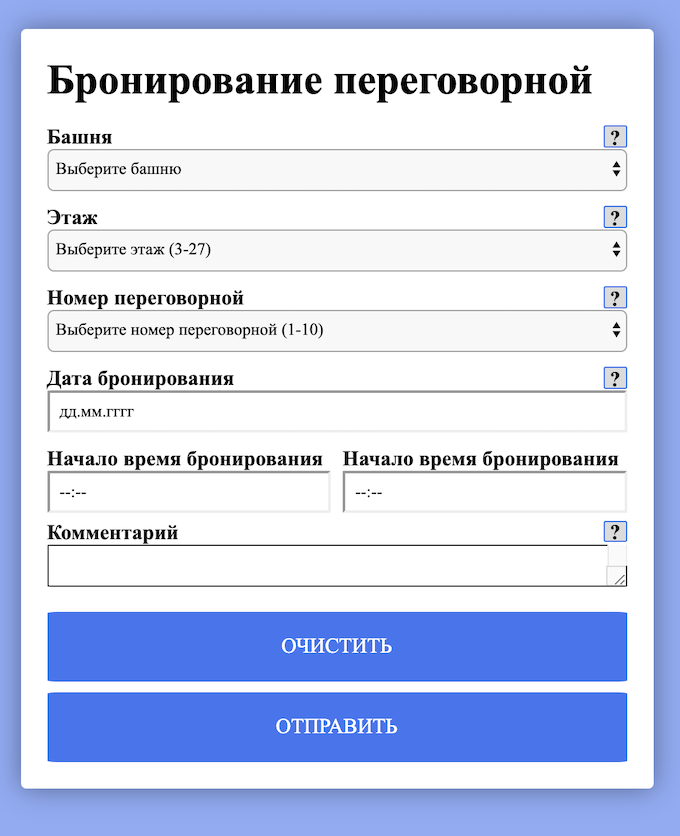 Бронирование переговорной
Башня ?
Выберите башню
Этаж ?
Выберите этаж (3-27)
Номер переговорной ?
Выберите номер переговорной (1-10)
Дата бронирования ?
дд.мм.гггг
Начало время бронирования Начало время бронирования
--:-- --:--
Комментарий ?
ОЧИСТИТЬ
ОТПРАВИТЬ